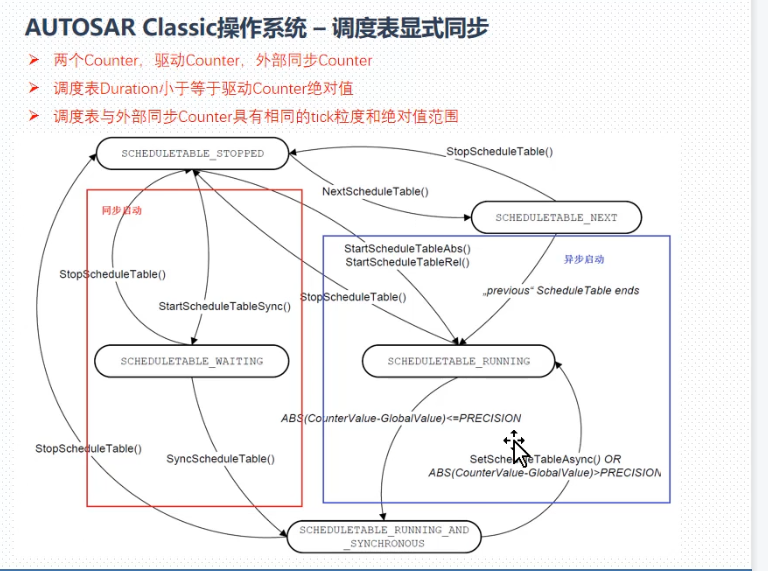 AUTOSAR Classic操作系统 – 调度表显式同步
两个Counter，驱动Counter，外部同步Counter
调度表Duration小于等于驱动Counter绝对值
调度表与外部同步Counter具有相同的tick粒度和绝对值范围
SCHEDULETABLE_STOPPED
StopScheduleTable()
NextScheduleTable()
同步启动
SCHEDULETABLE_NEXT
StartScheduleTableAbs()
StartScheduleTableRel()
异步启动
StopScheduleTable()
StartScheduleTableSync()
StopScheduleTable()
„previous“ ScheduleTable ends
SCHEDULETABLE_WAITING
SCHEDULETABLE_RUNNING
ABS(CounterValue-GlobalValue)<=PRECISION
StopScheduleTable()
SyncScheduleTable()
SetScheduleTableAsync() OR
ABS(CounterValue-GlobalValue)>PRECISION
SCHEDULETABLE_RUNNING_AND
_SYNCHRONOUS